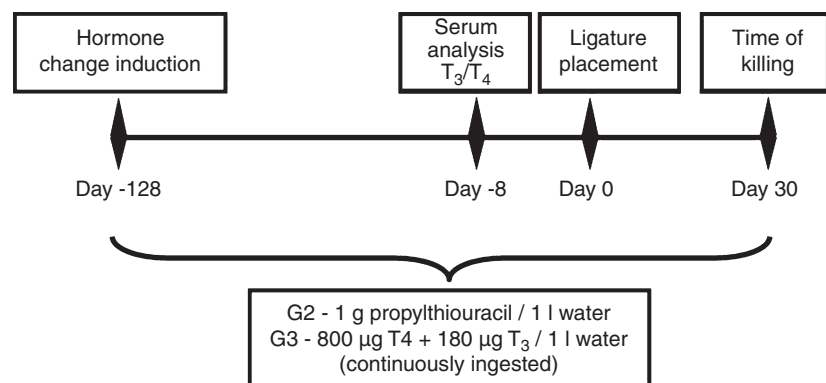 Hormone
change induction
Serum
analysis
T₃/T₄
Ligature
placement
Time of
killing
Day -128
Day -8
Day 0
Day 30
G2 - 1 g propylthiouracil / 1 l water
G3 - 800 µg T4 + 180 µg T₃ / 1 l water
(continuously ingested)